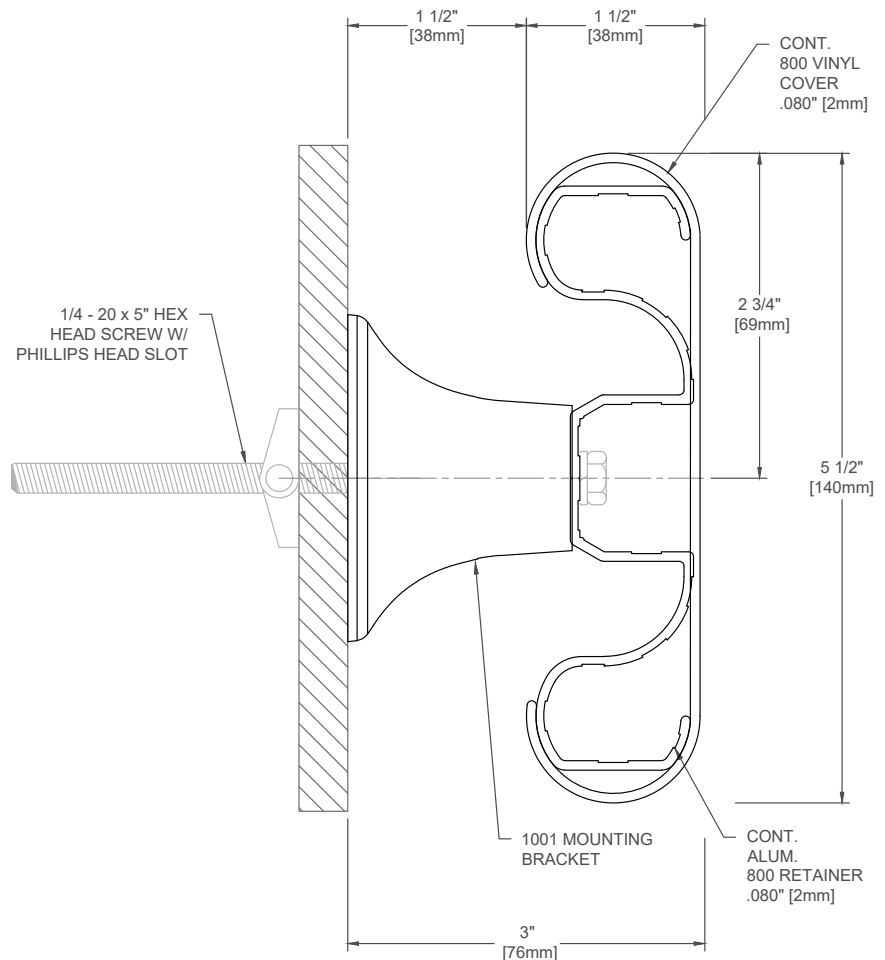 1 1/2"
[38mm]
1 1/2"
[38mm]
CONT.
800 VINYL
COVER
.080" [2mm]
1/4 - 20 x 5" HEX
HEAD SCREW W/
PHILLIPS HEAD SLOT
2 3/4"
[69mm]
5 1/2"
[140mm]
1001 MOUNTING
BRACKET
CONT.
ALUM.
800 RETAINER
.080" [2mm]
3"
[76mm]